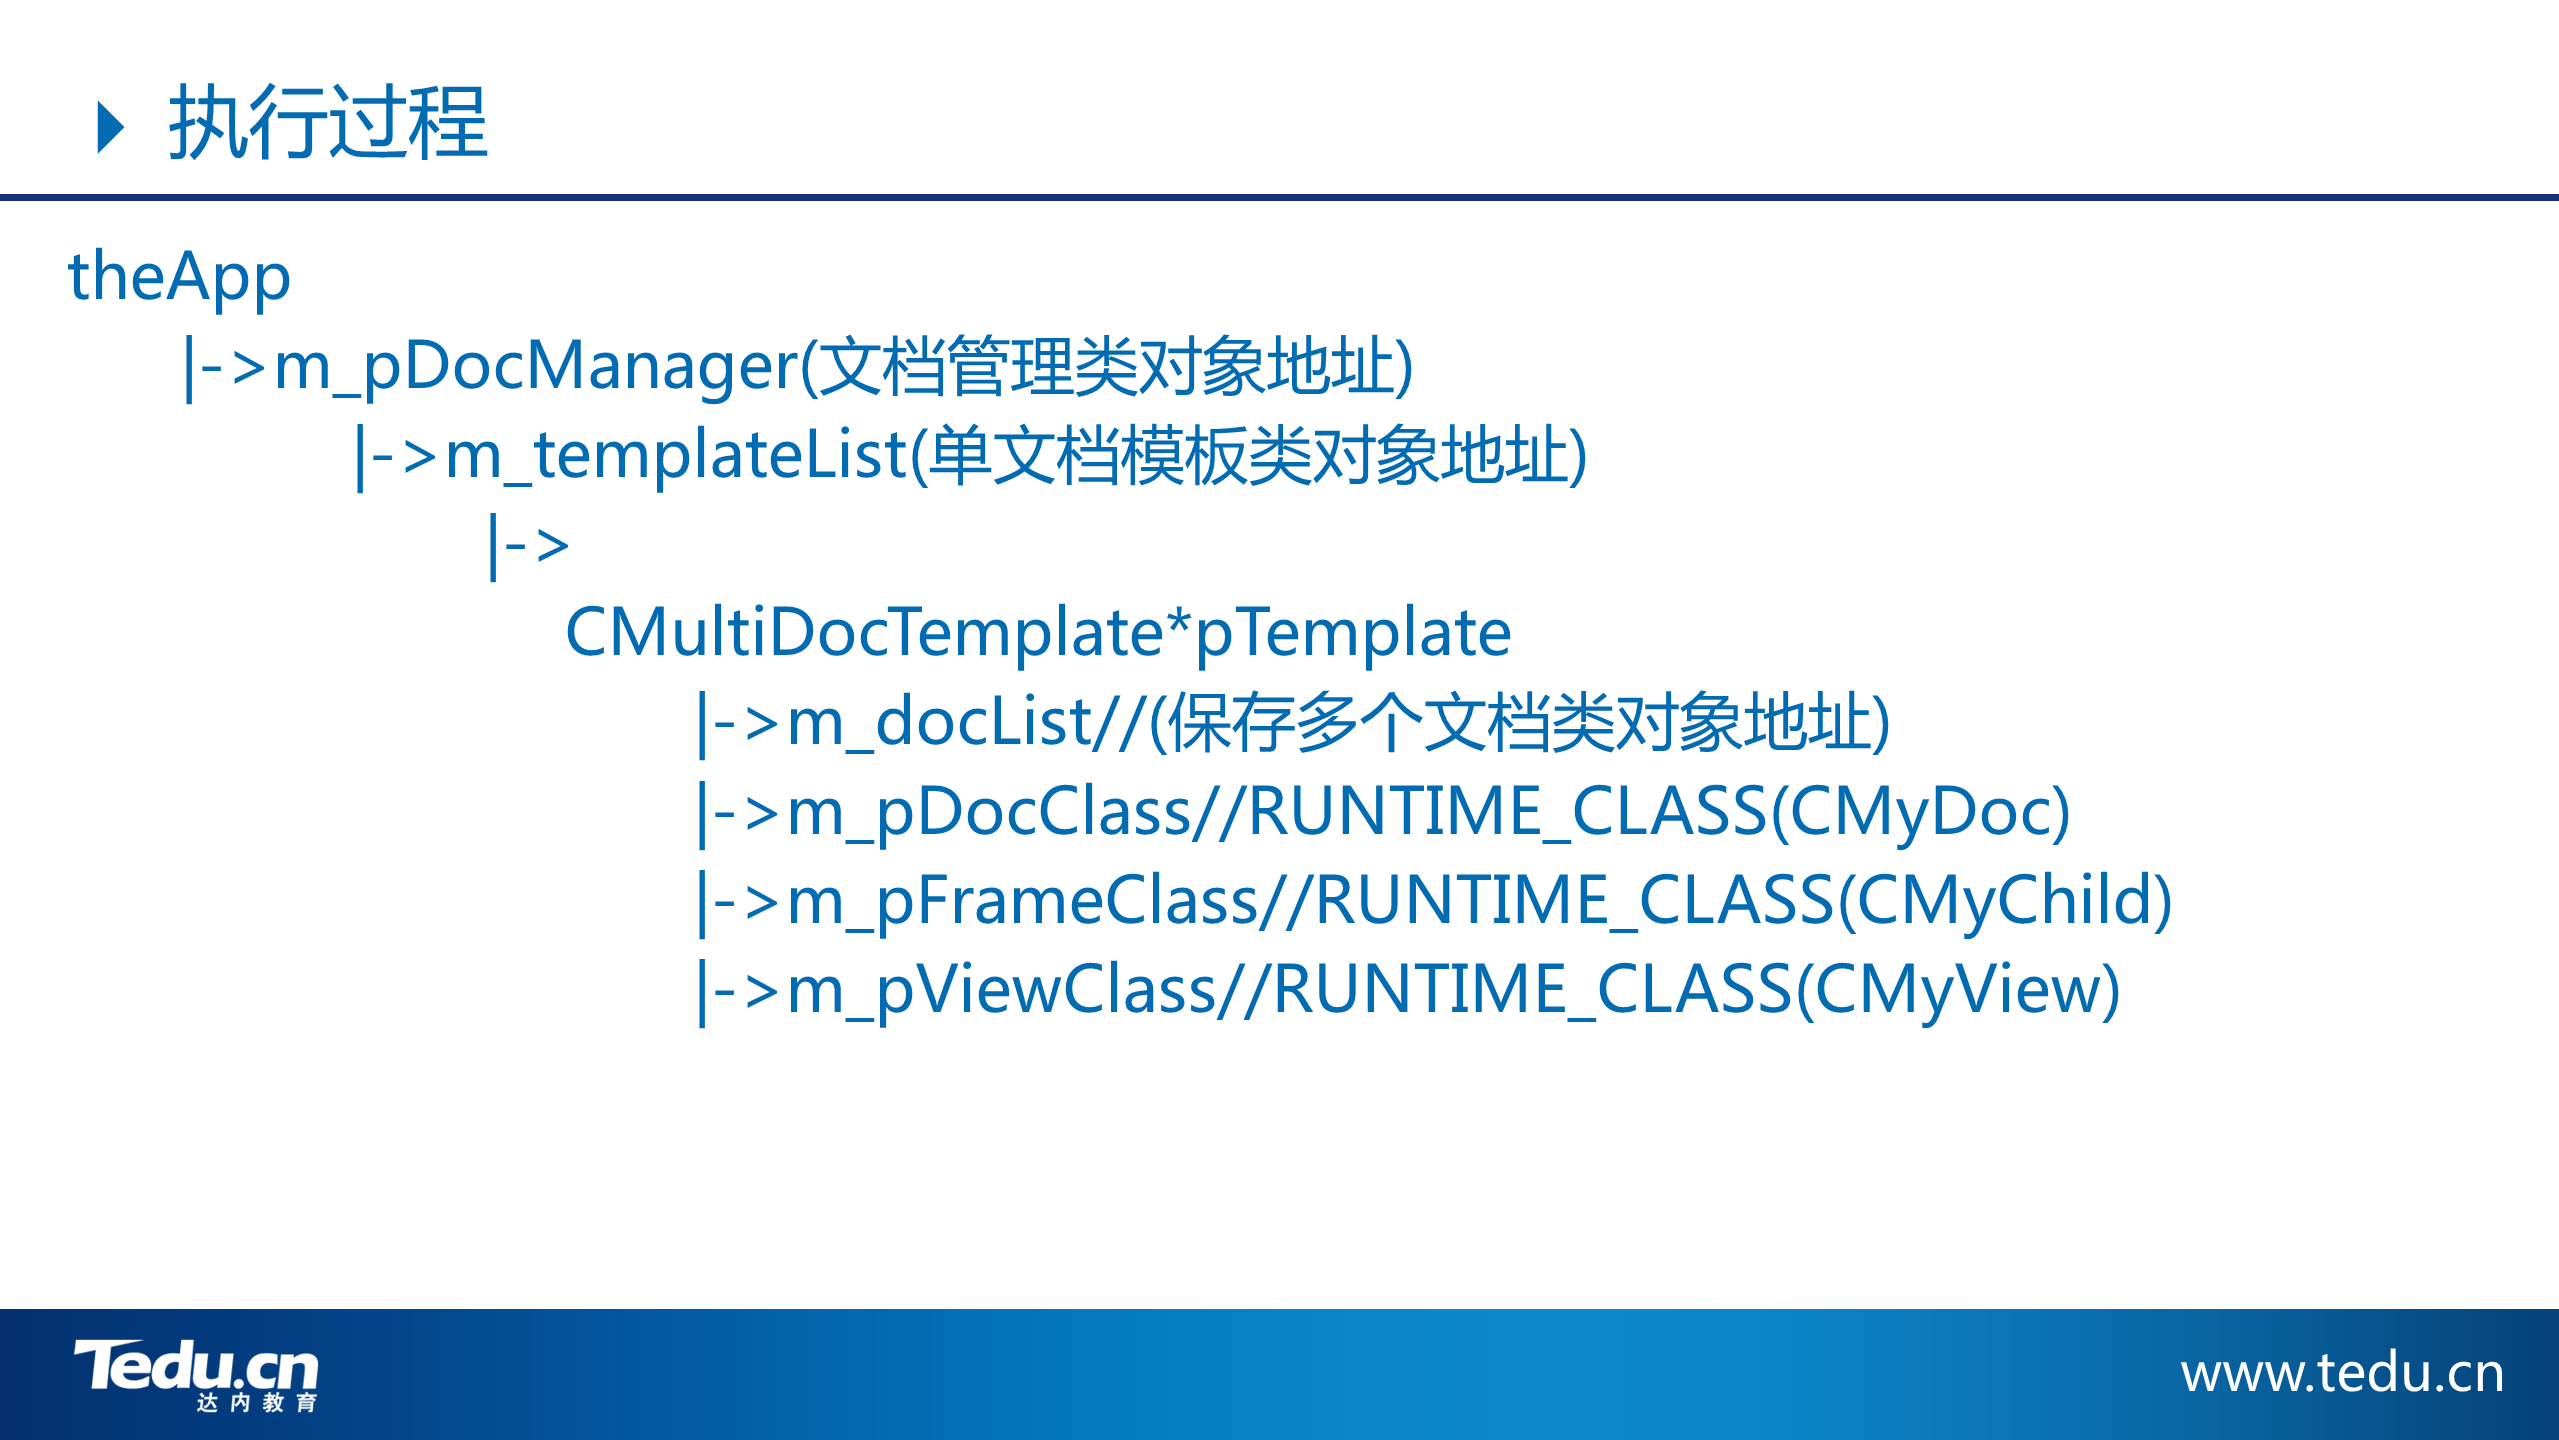 执行过程
theApp
|->m_pDocManager(文档管理类对象地址)
|->m_templateList(单文档模板类对象地址)
|->
CMultiDocTemplate*pTemplate
|->m_docList//(保存多个文档类对象地址)
|->m_pDocClass//RUNTIME_CLASS(CMyDoc)
|->m_pFrameClass//RUNTIME_CLASS(CMyChild)
|->m_pViewClass//RUNTIME_CLASS(CMyView)
Tedu.cn
达内教育
www.tedu.cn